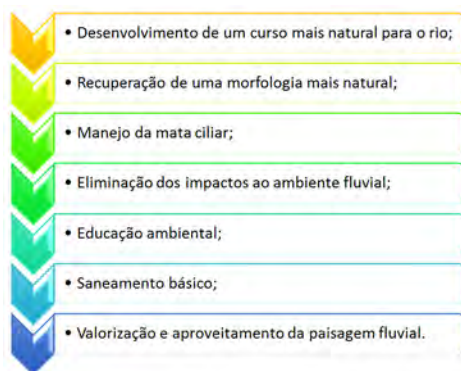 • Desenvolvimento de um curso mais natural para o rio;
• Recuperação de uma morfologia mais natural;
• Manejo da mata ciliar;
• Eliminação dos impactos ao ambiente fluvial;
• Educação ambiental;
• Saneamento básico;
• Valorização e aproveitamento da paisagem fluvial.